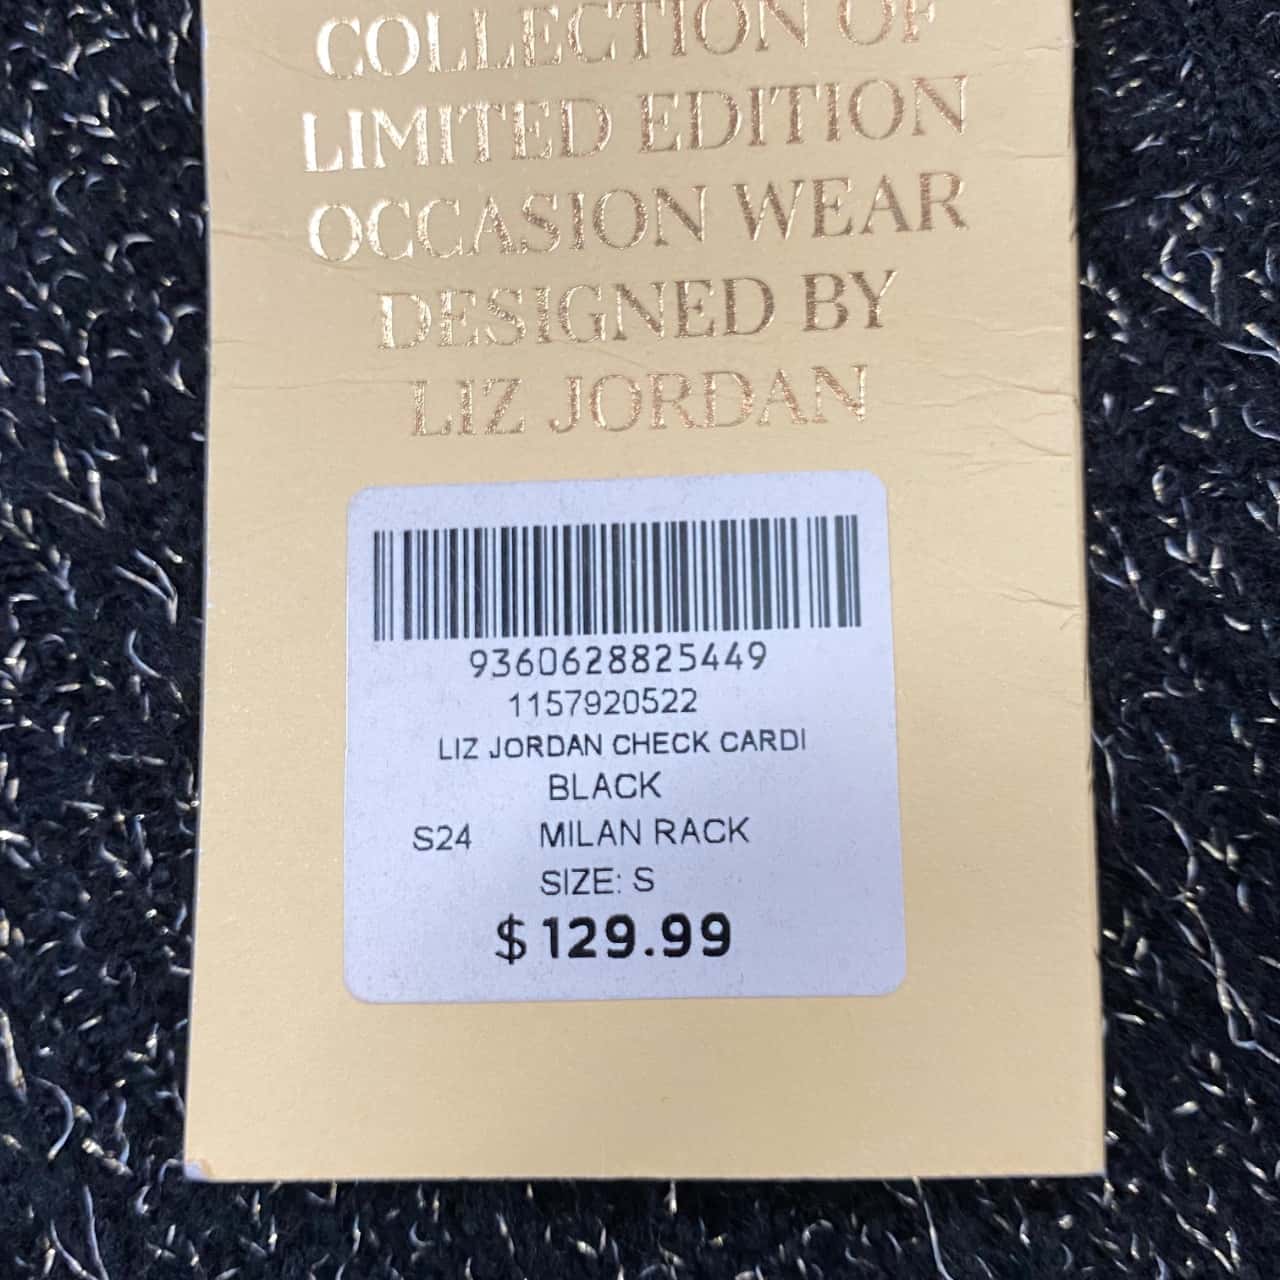 COLLECTION OF
LIMITED EDITION
OCCASION WEAR
DESIGNED BY
LIZ JORDAN
9360628825449
1157920522
LIZ JORDAN CHECK CARDI
BLACK
S24 MILAN RACK
SIZE: S
$129.99